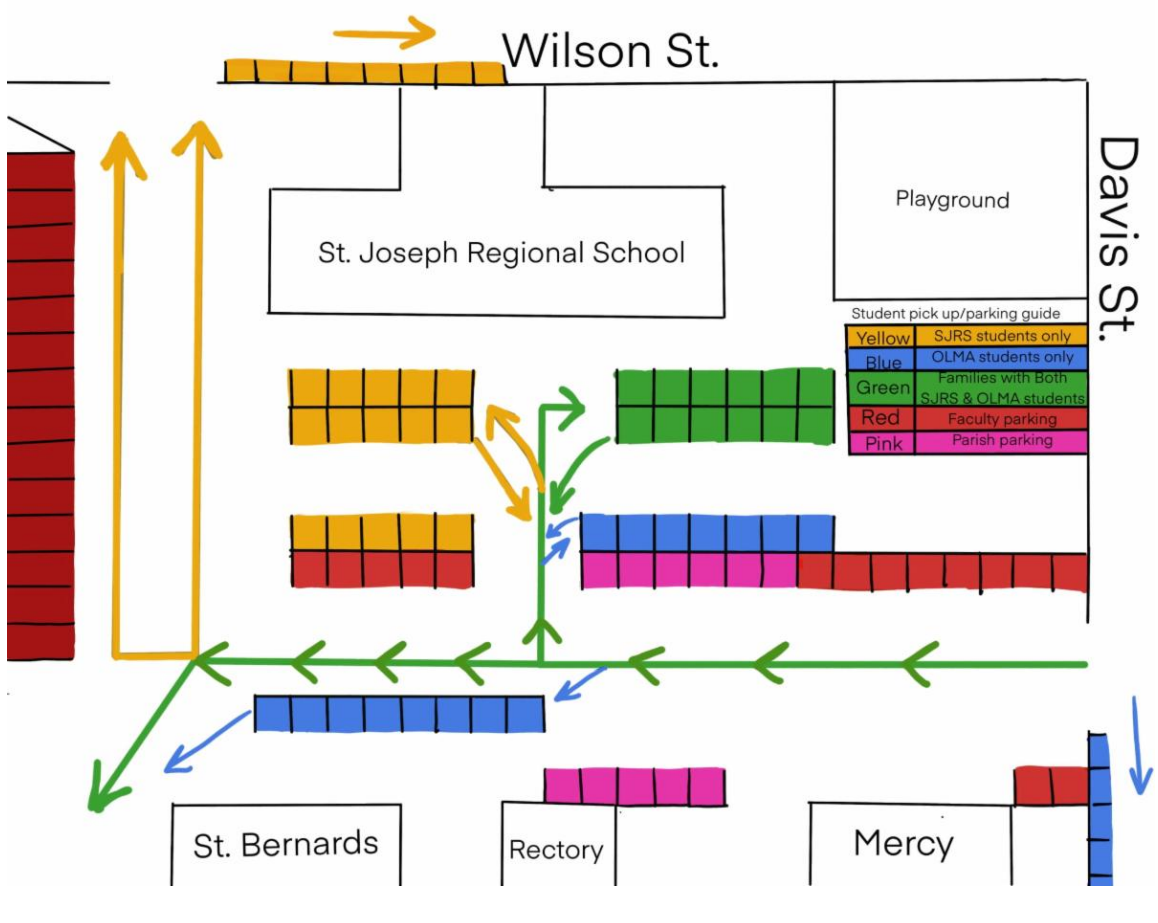 Wilson St.
Davis St.
Playground
St. Joseph Regional School
Student pick up/parking guide
Yellow SJRS students only
Blue OLMA students only
Green Families with Both
SJRS & OLMA students
Red Faculty parking
Pink Parish parking
St. Bernards
Rectory
Mercy